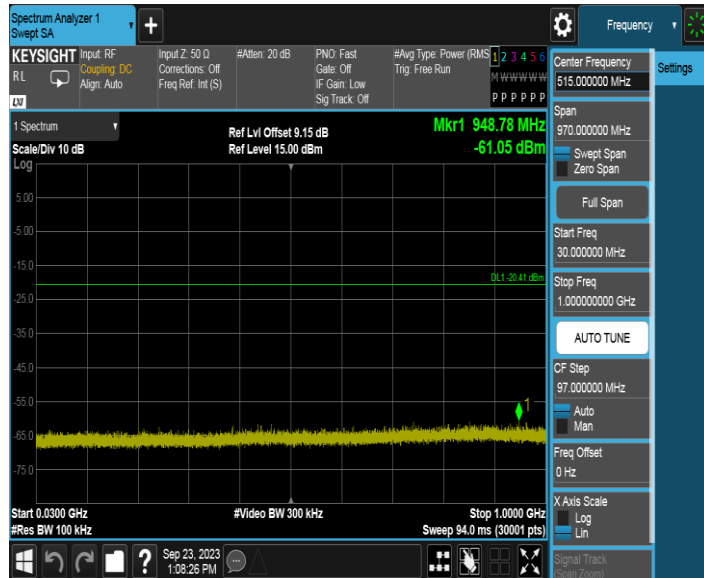 Spectrum Analyzer 1
Swept SA
+
Frequency
KEYSIGHT
RL
LXI
Input: RF
Coupling: DC
Align: Auto
Input Z: 50 Ω
Corrections: Off
Freq Ref: Int (S)
#Atten: 20 dB
PNO: Fast
Gate: Off
IF Gain: Low
Sig Track: Off
#Avg Type: Power (RMS
Trig: Free Run
1 2 3 4 5 6
M W W W W W
P P P P P P
1 Spectrum
Scale/Div 10 dB
Log
Ref Lvl Offset 9.15 dB
Ref Level 15.00 dBm
Mkr1 948.78 MHz
-61.05 dBm
5.00
-5.00
-15.0
DL1 -20.41 dBm
-25.0
-35.0
-45.0
-55.0
1
-65.0
-75.0
Start 0.0300 GHz
#Res BW 100 kHz
#Video BW 300 kHz
Stop 1.0000 GHz
Sweep 94.0 ms (30001 pts)
?
Sep 23, 2023
1:08:26 PM
Center Frequency
515.000000 MHz
Span
970.000000 MHz
Swept Span
Zero Span
Full Span
Start Freq
30.000000 MHz
Stop Freq
1.000000000 GHz
AUTO TUNE
CF Step
97.000000 MHz
Auto
Man
Freq Offset
0 Hz
X Axis Scale
Log
Lin
Signal Track
(Span Zoom)
Settings